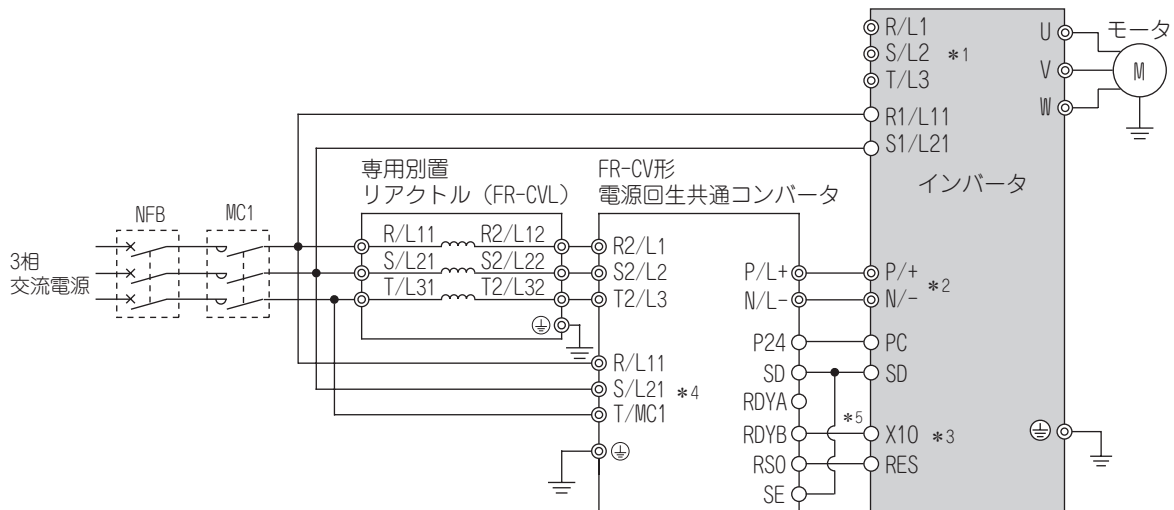 R/L1
S/L2 *1
T/L3
R1/L11
S1/L21
インバータ
U
V
W
モータ
M
専用別置
リアクトル（FR-CVL）
FR-CV形
電源回生共通コンバータ
NFB
MC1
3相
交流電源
R/L11
S/L21
T/L31
R2/L12
S2/L22
T2/L32
R2/L1
S2/L2
T2/L3
R/L11
S/L21 *4
T/MC1
P/L+
N/L-
P24
SD
RDYA
RDYB
RSO
SE
*5
P/+
N/-
*2
PC
SD
X10 *3
RES